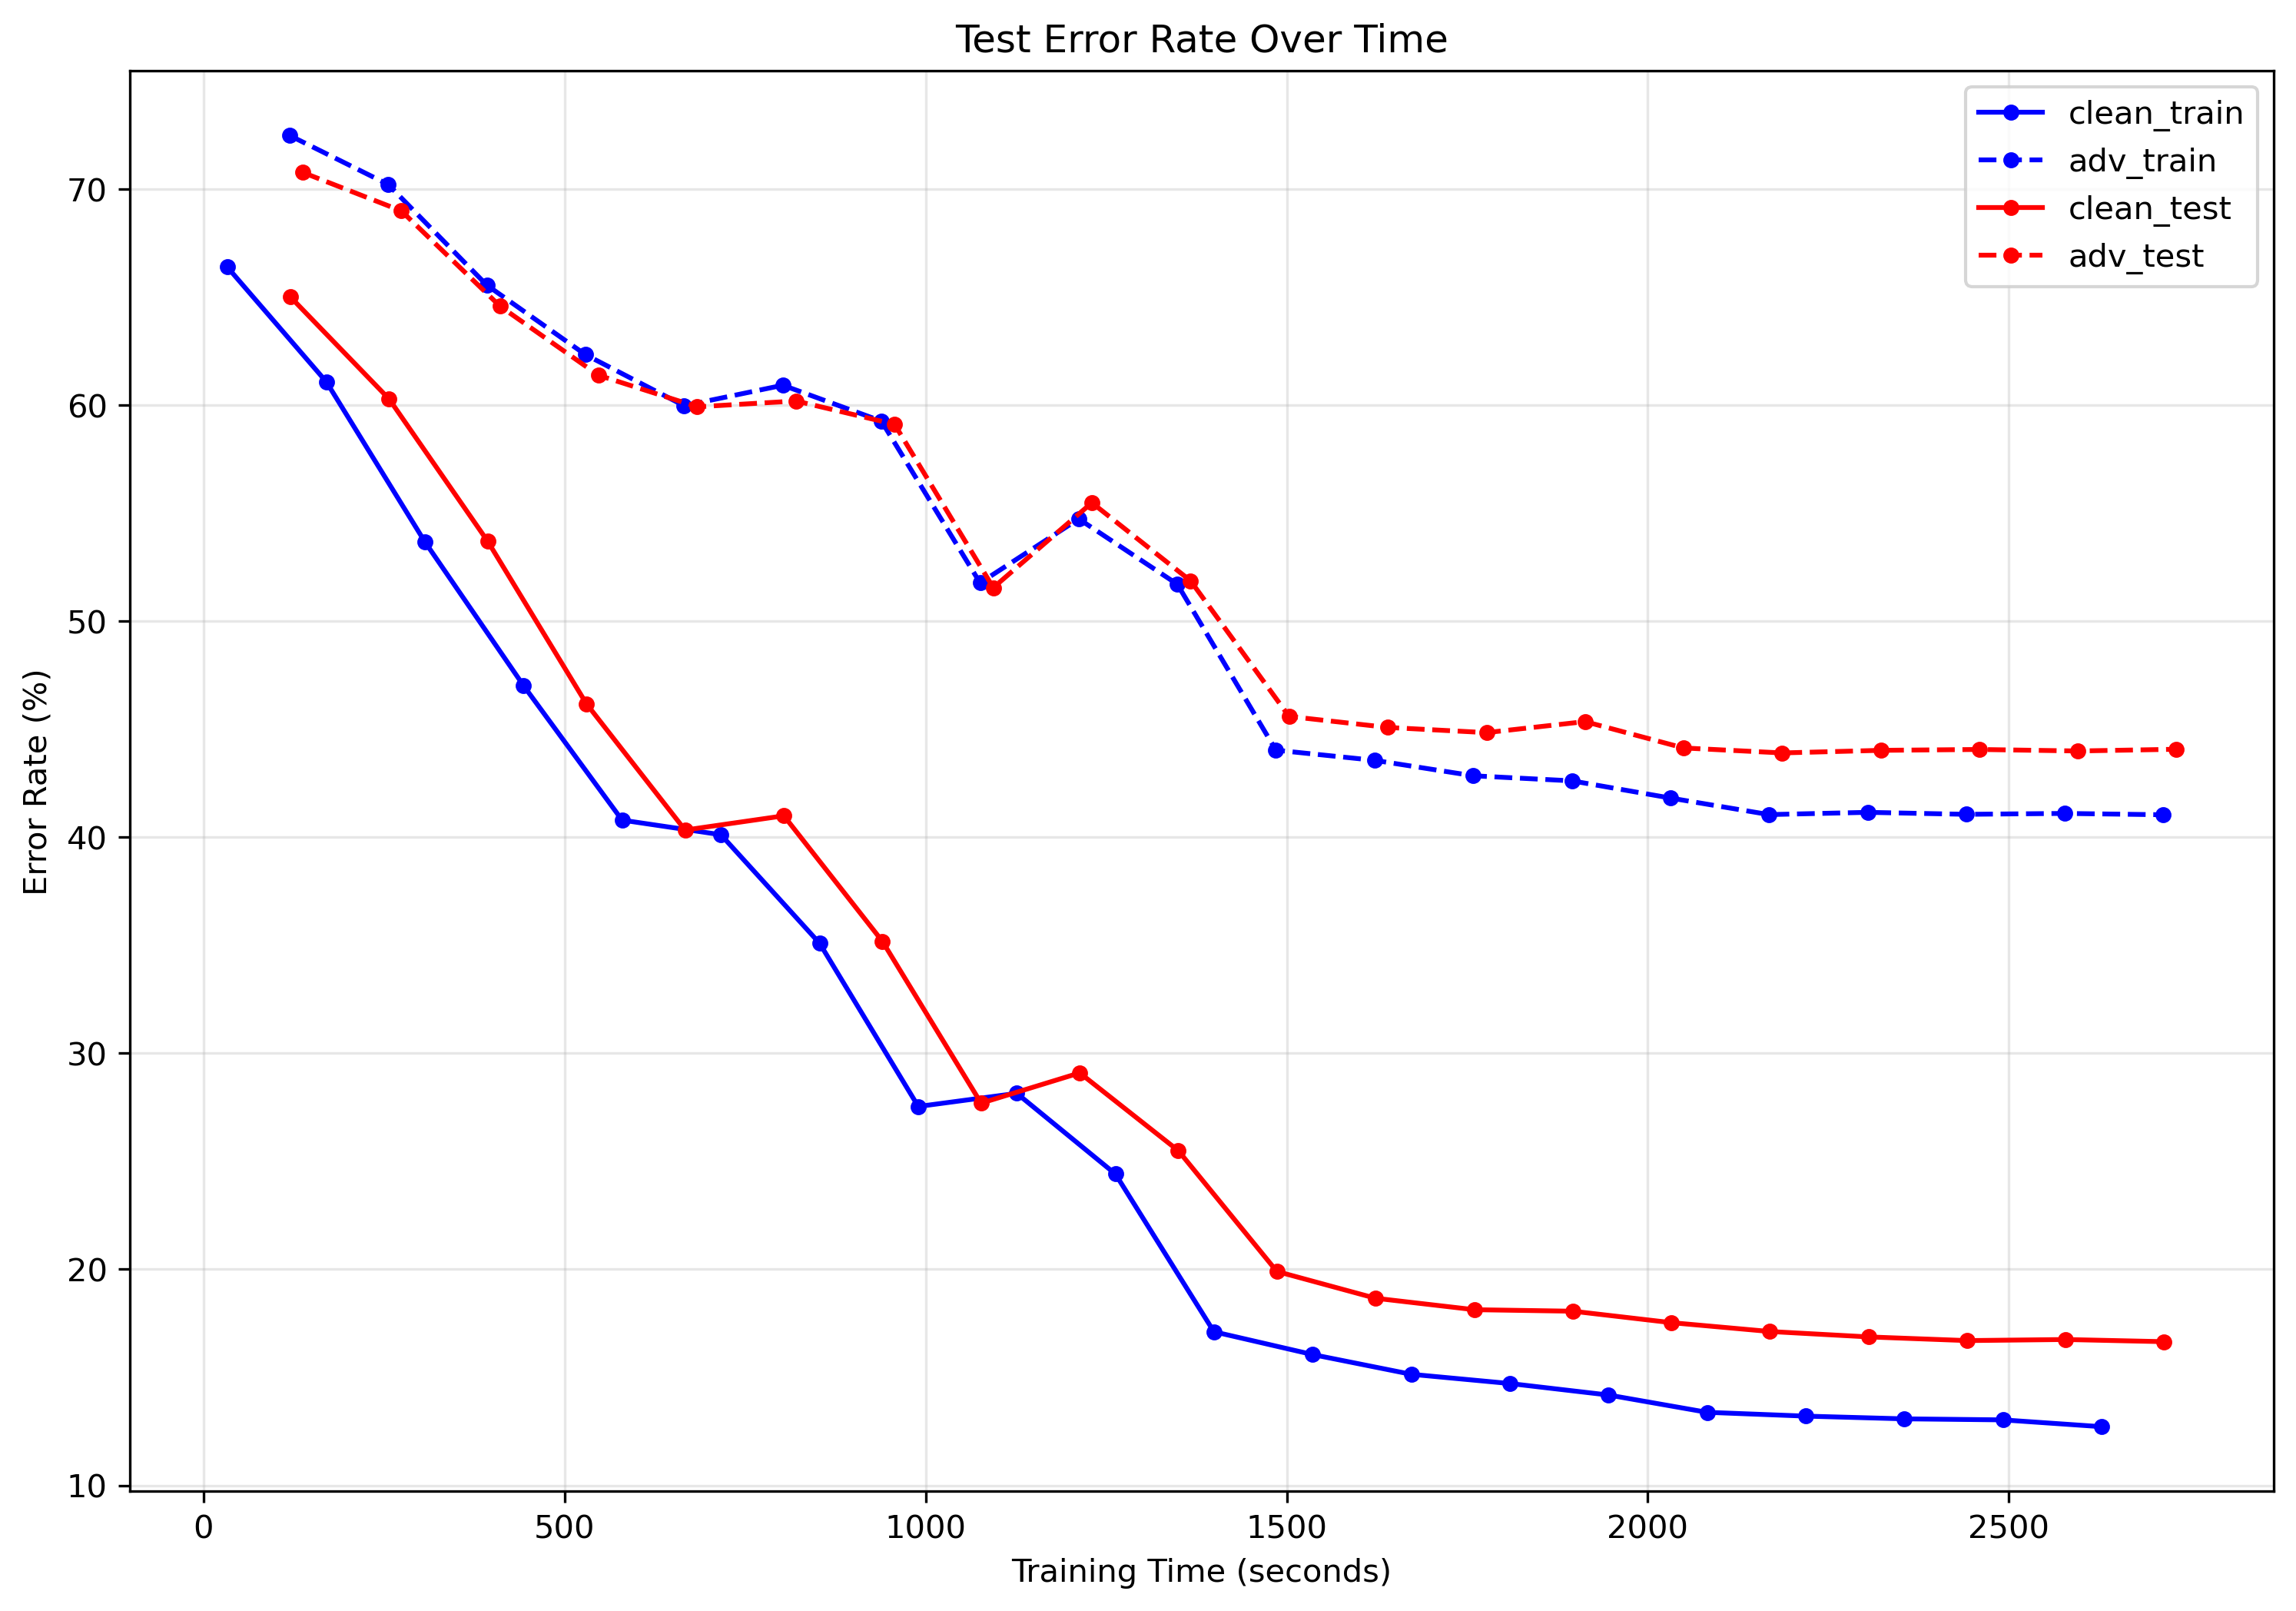 Test Error Rate Over Time
clean_train
adv_train
clean_test
adv_test
Error Rate (%)
70
60
50
40
30
20
10
0 500 1000 1500 2000 2500
Training Time (seconds)